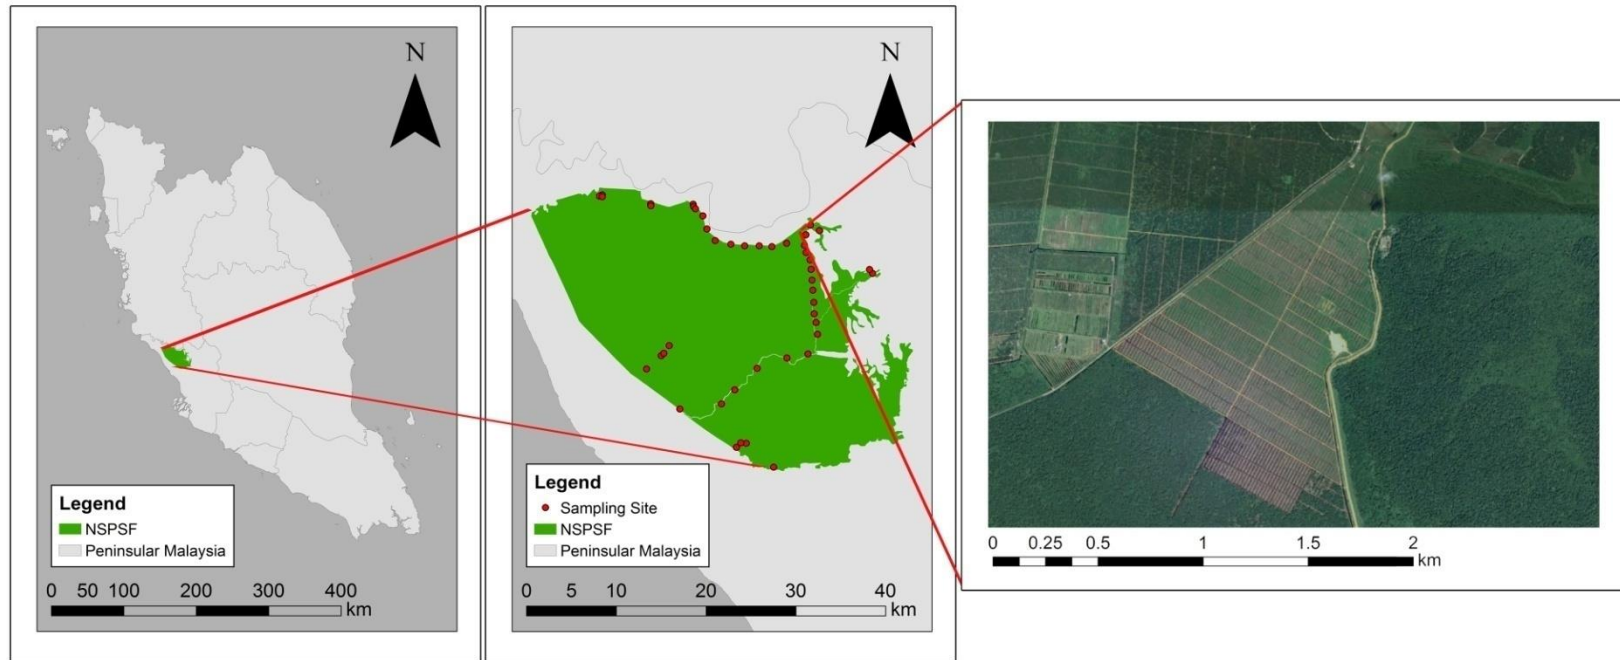 N
Legend
NSPSF
Peninsular Malaysia
0 50 100 200 300 400
km
N
Legend
Sampling Site
NSPSF
Peninsular Malaysia
0 5 10 20 30 40
km
0 0.25 0.5 1 1.5 2
km